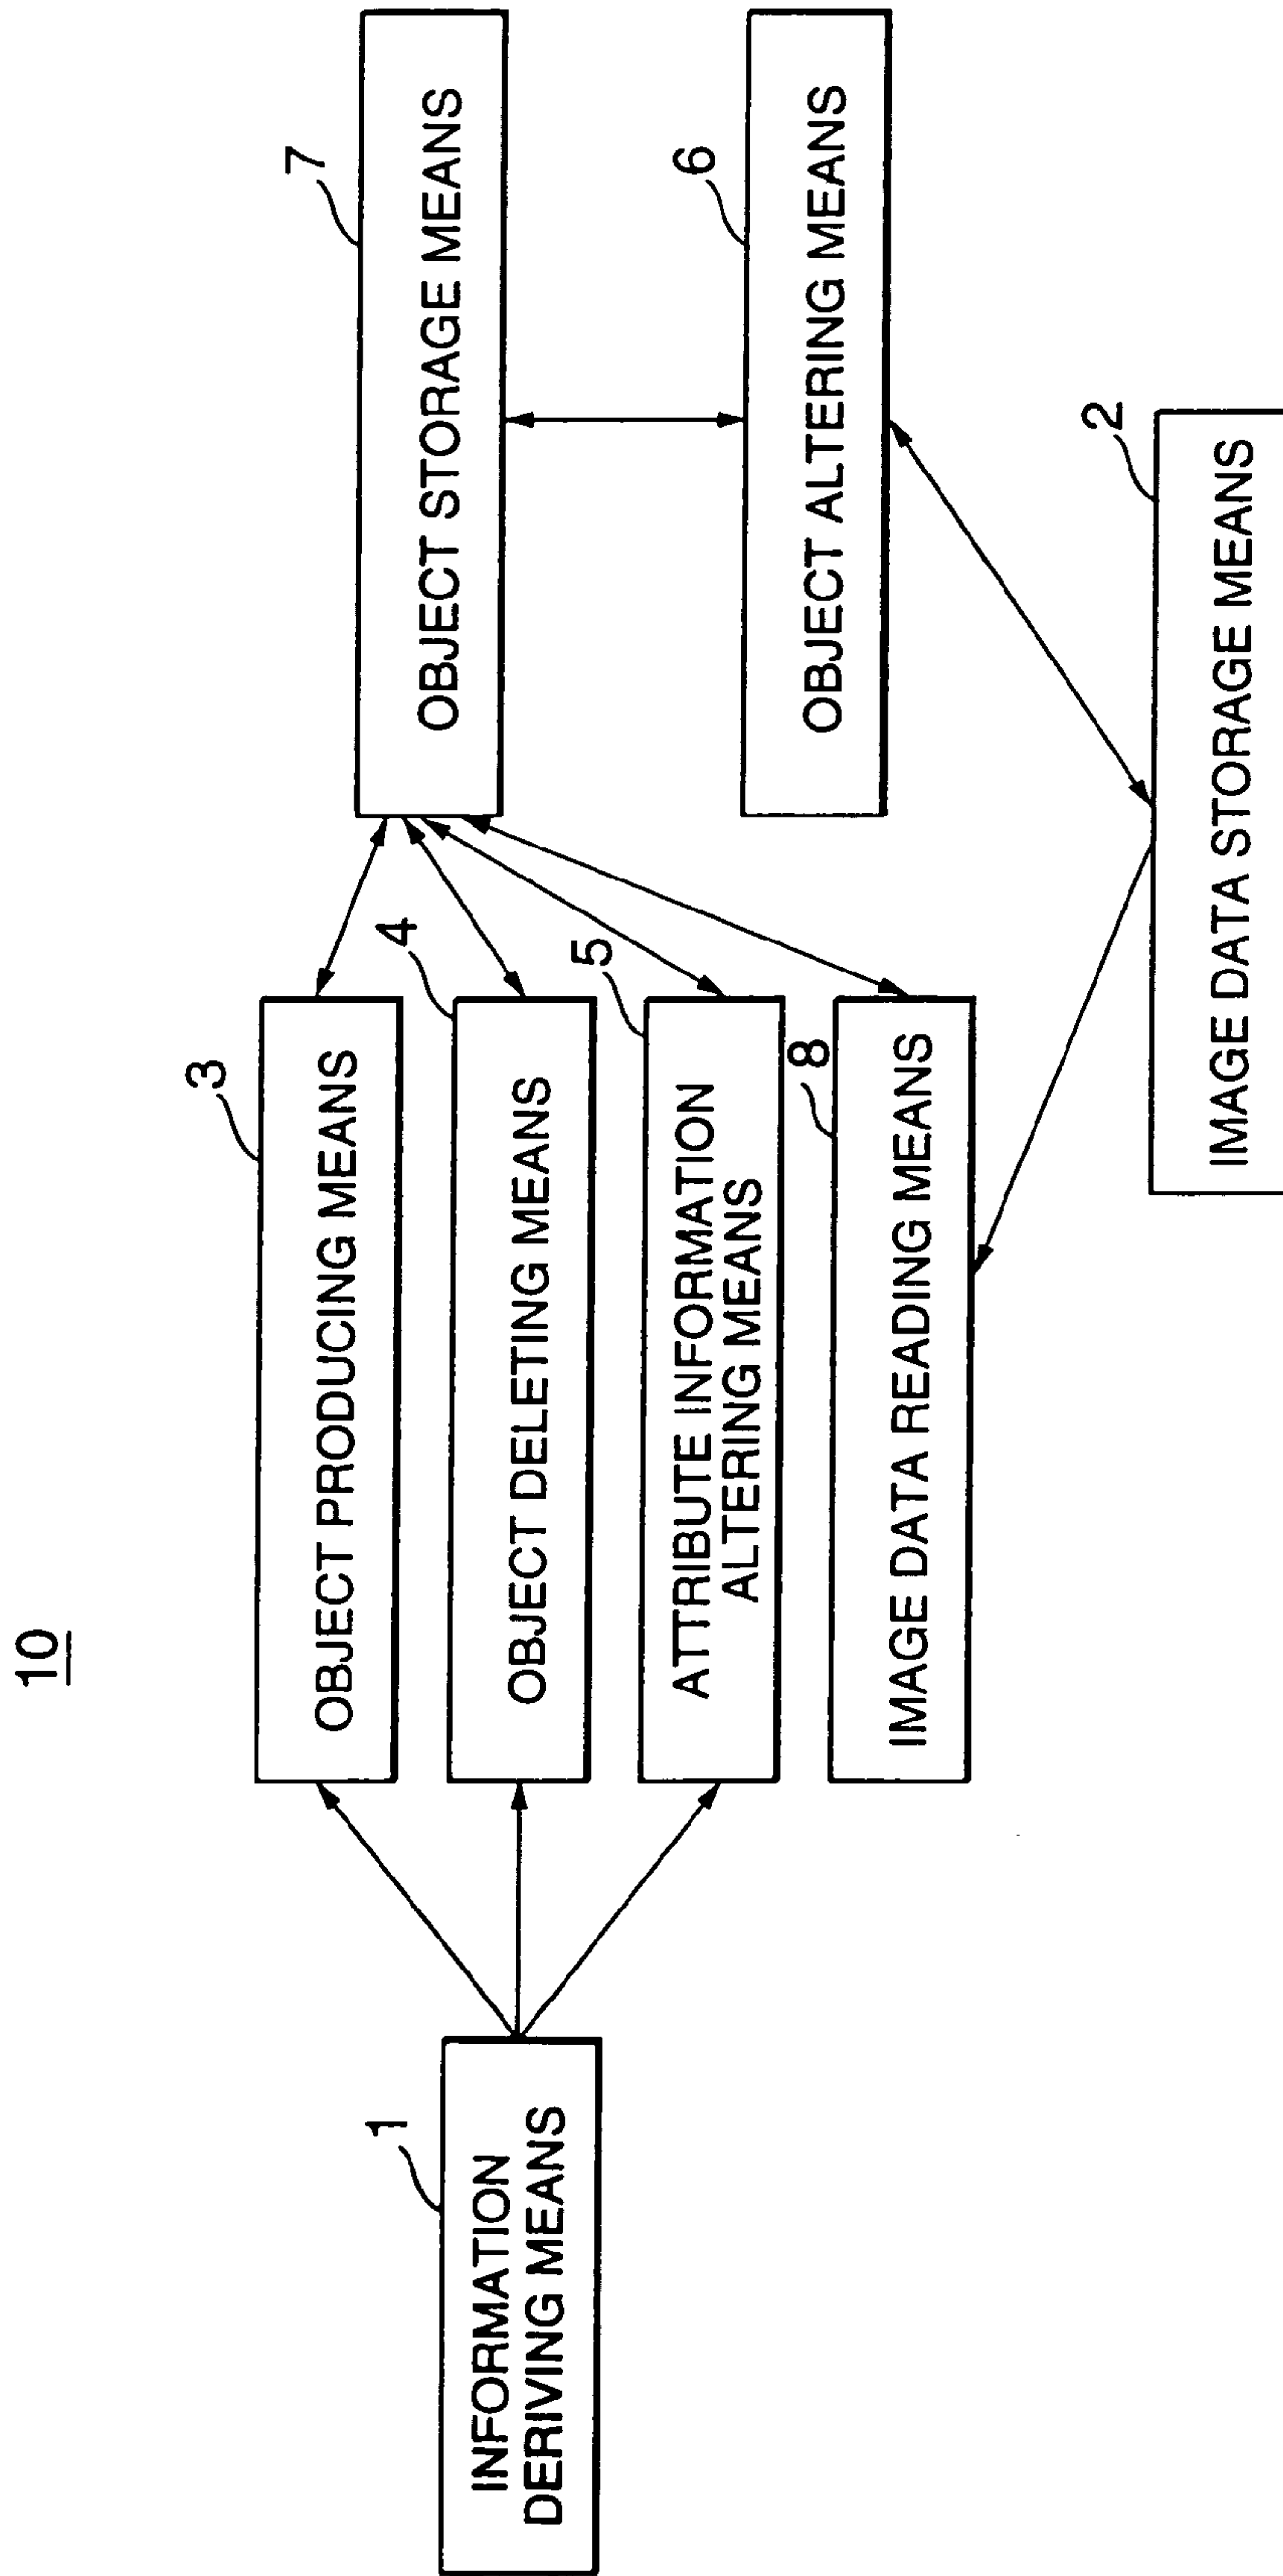 10
1
INFORMATION
DERIVING MEANS
3
OBJECT PRODUCING MEANS
4
OBJECT DELETING MEANS
5
ATTRIBUTE INFORMATION
ALTERING MEANS
8
IMAGE DATA READING MEANS
7
OBJECT STORAGE MEANS
6
OBJECT ALTERING MEANS
2
IMAGE DATA STORAGE MEANS